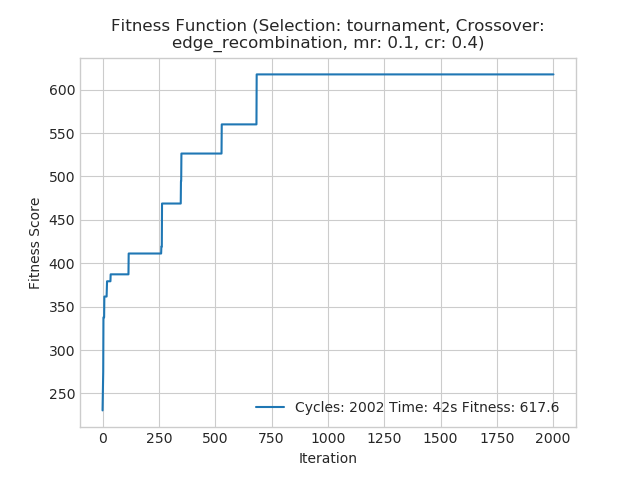 Fitness Function (Selection: tournament, Crossover:
edge_recombination, mr: 0.1, cr: 0.4)
Fitness Score
600
550
500
450
400
350
300
250
Cycles: 2002 Time: 42s Fitness: 617.6
0 250 500 750 1000 1250 1500 1750 2000
Iteration